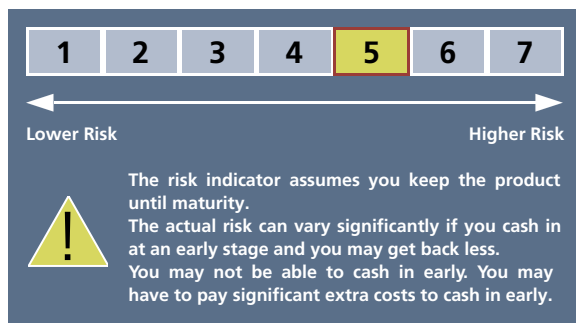 1 2 3 4 5 6 7
Lower Risk Higher Risk
The risk indicator assumes you keep the product
until maturity.
The actual risk can vary significantly if you cash in
at an early stage and you may get back less.
You may not be able to cash in early. You may
have to pay significant extra costs to cash in early.
!